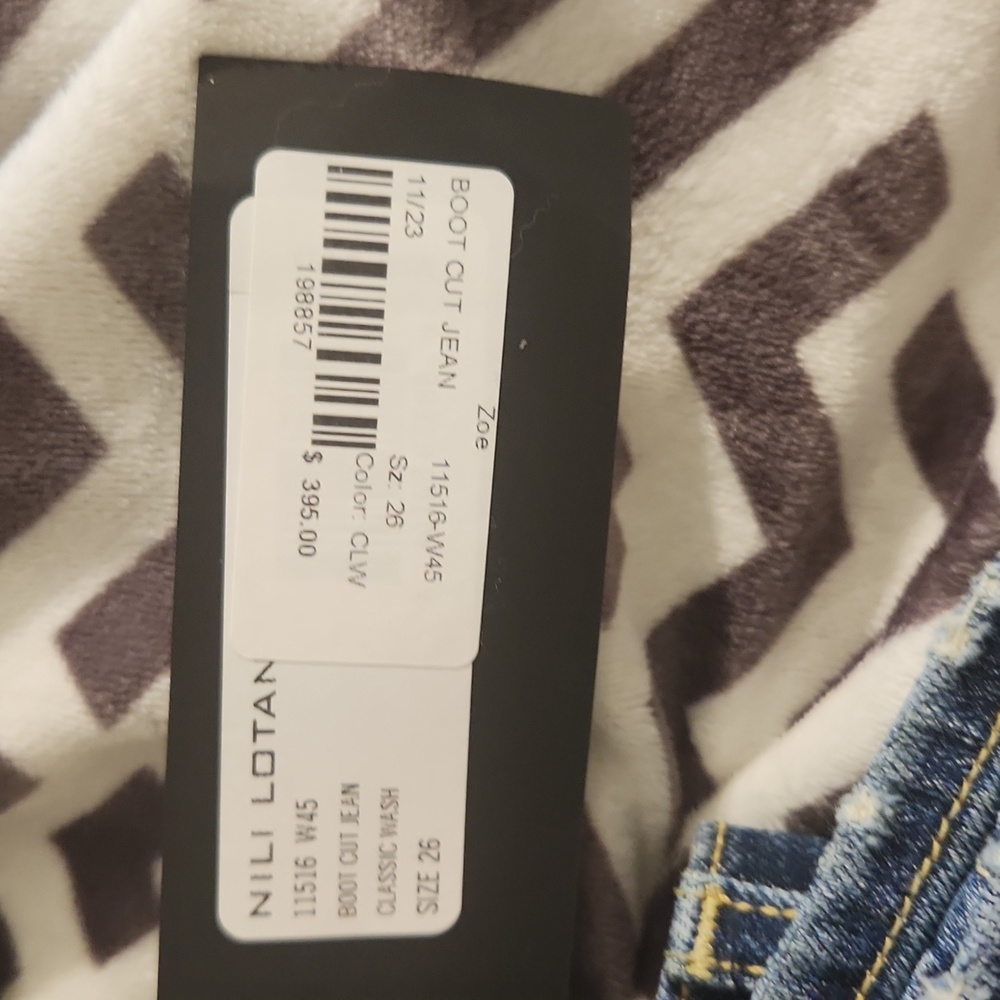 Zoe
BOOT CUT JEAN 11516-W45
11/23 Sz: 26
Color: CLW
198857 $ 395.00
NILI LOTAN
11516 W45
BOOT CUT JEAN
CLASSIC WASH
SIZE 26